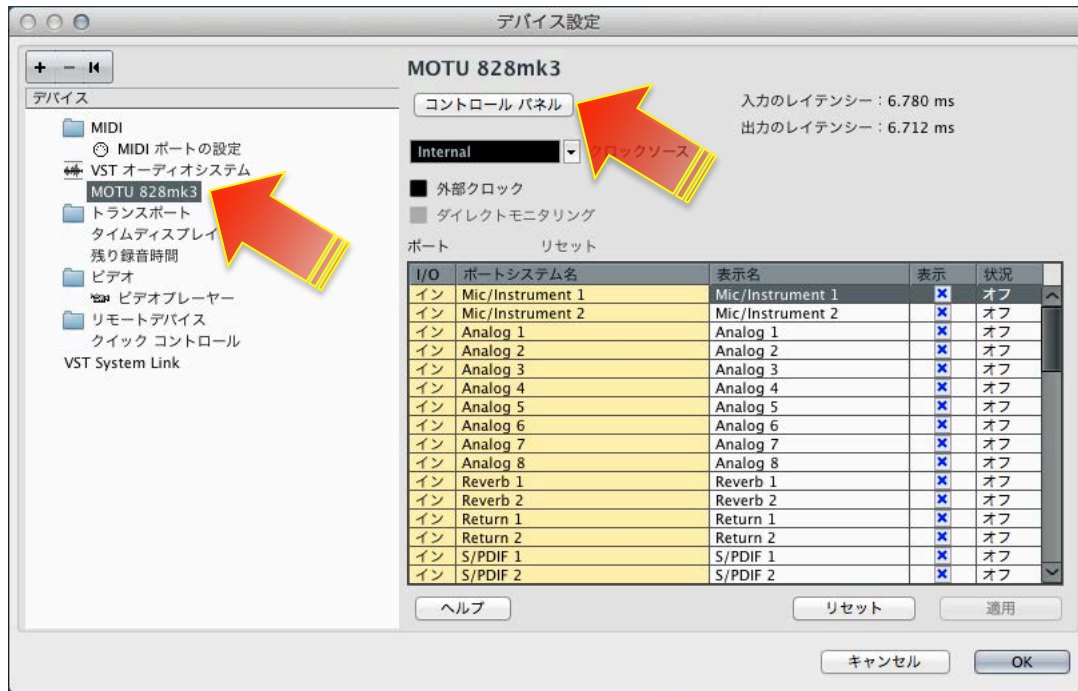 デバイス設定
+ −
デバイス
MIDI
MIDI ポートの設定
VST オーディオシステム
MOTU 828mk3
トランスポート
タイムディスプレイ
残り録音時間
ビデオ
ビデオプレーヤー
リモートデバイス
クイック コントロール
VST System Link
MOTU 828mk3
コントロール パネル
入力のレイテンシー：6.780 ms
出力のレイテンシー：6.712 ms
Internal クロックソース
外部クロック
ダイレクトモニタリング
ポート リセット
I/O ポートシステム名 表示名 表示 状況
イン Mic/Instrument 1 Mic/Instrument 1 オフ
イン Mic/Instrument 2 Mic/Instrument 2 オフ
イン Analog 1 Analog 1 オフ
イン Analog 2 Analog 2 オフ
イン Analog 3 Analog 3 オフ
イン Analog 4 Analog 4 オフ
イン Analog 5 Analog 5 オフ
イン Analog 6 Analog 6 オフ
イン Analog 7 Analog 7 オフ
イン Analog 8 Analog 8 オフ
イン Reverb 1 Reverb 1 オフ
イン Reverb 2 Reverb 2 オフ
イン Return 1 Return 1 オフ
イン Return 2 Return 2 オフ
イン S/PDIF 1 S/PDIF 1 オフ
イン S/PDIF 2 S/PDIF 2 オフ
ヘルプ リセット 適用
キャンセル OK